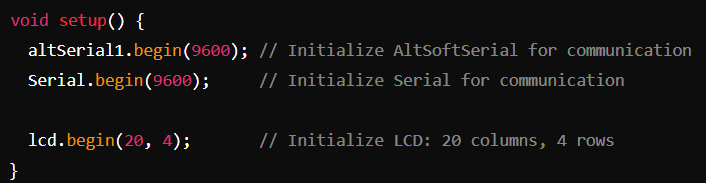 void setup() {
  altSerial1.begin(9600); // Initialize AltSoftSerial for communication
  Serial.begin(9600);     // Initialize Serial for communication

  lcd.begin(20, 4);       // Initialize LCD: 20 columns, 4 rows
}